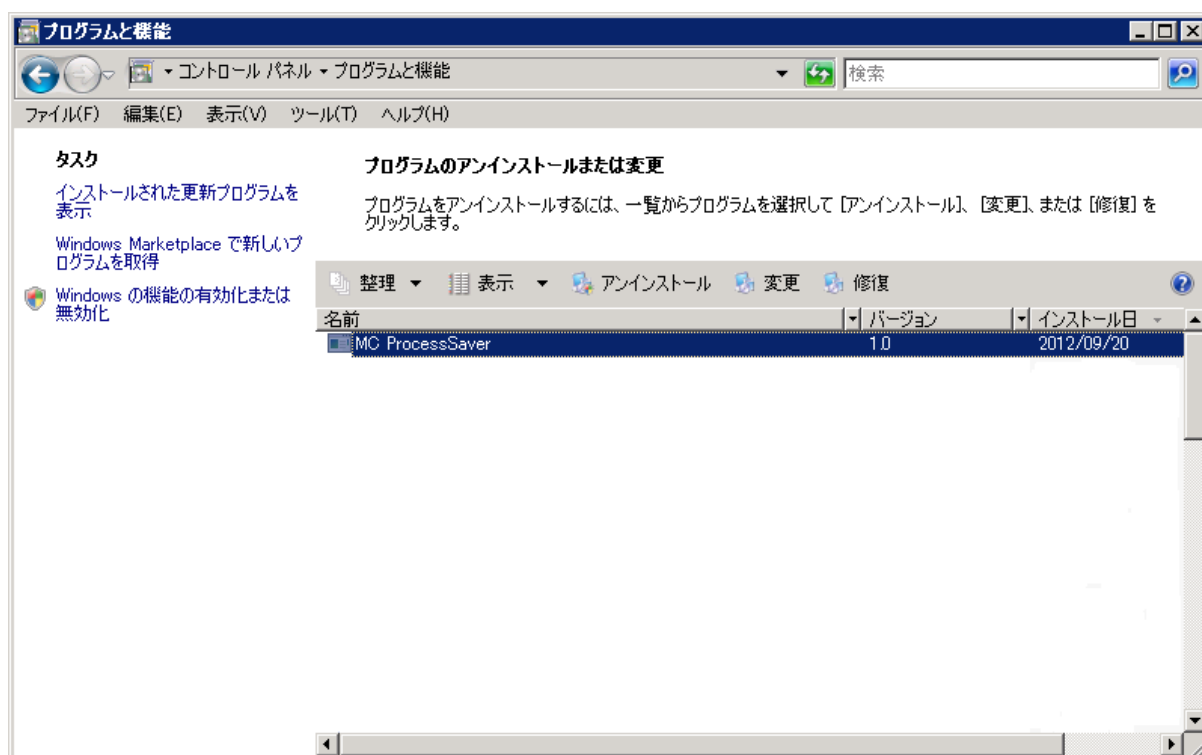 プログラムと機能
コントロール パネル プログラムと機能
検索
ファイル(F) 編集(E) 表示(V) ツール(T) ヘルプ(H)
タスク
インストールされた更新プログラムを
表示
Windows Marketplace で新しいプ
ログラムを取得
Windows の機能の有効化または
無効化
プログラムのアンインストールまたは変更
プログラムをアンインストールするには、一覧からプログラムを選択して [アンインストール]、[変更]、または [修復] を
クリックします。
整理 表示 アンインストール 変更 修復
名前 バージョン インストール日
MC ProcessSaver 1.0 2012/09/20